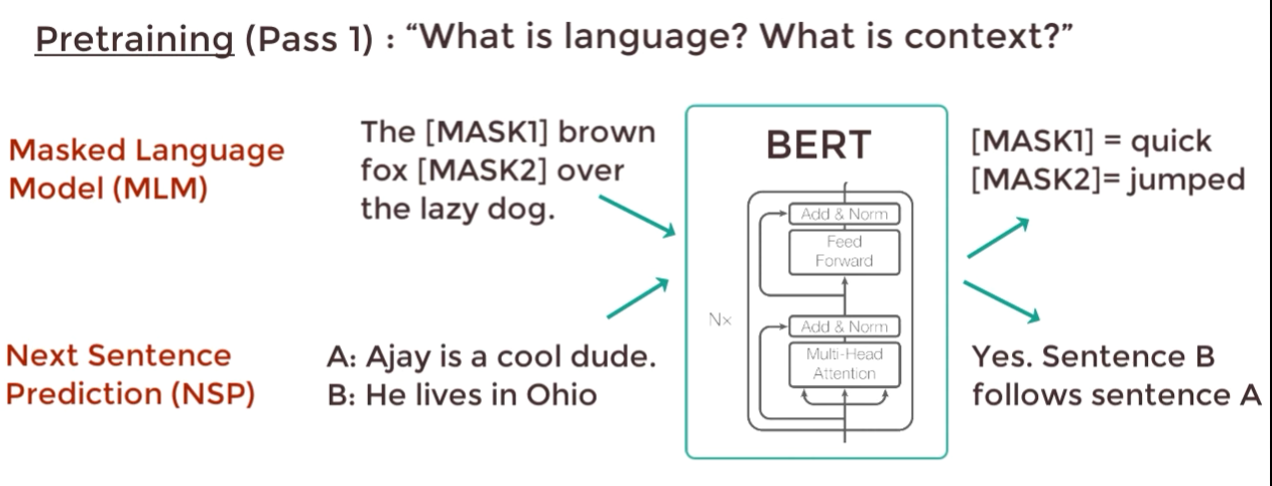 Pretraining (Pass 1) : “What is language? What is context?”
Masked Language
Model (MLM)
The [MASK1] brown
fox [MASK2] over
the lazy dog.
BERT
Add & Norm
Feed
Forward
Nx
Add & Norm
Multi-Head
Attention
[MASK1] = quick
[MASK2]= jumped
Next Sentence
Prediction (NSP)
A: Ajay is a cool dude.
B: He lives in Ohio
Yes. Sentence B
follows sentence A